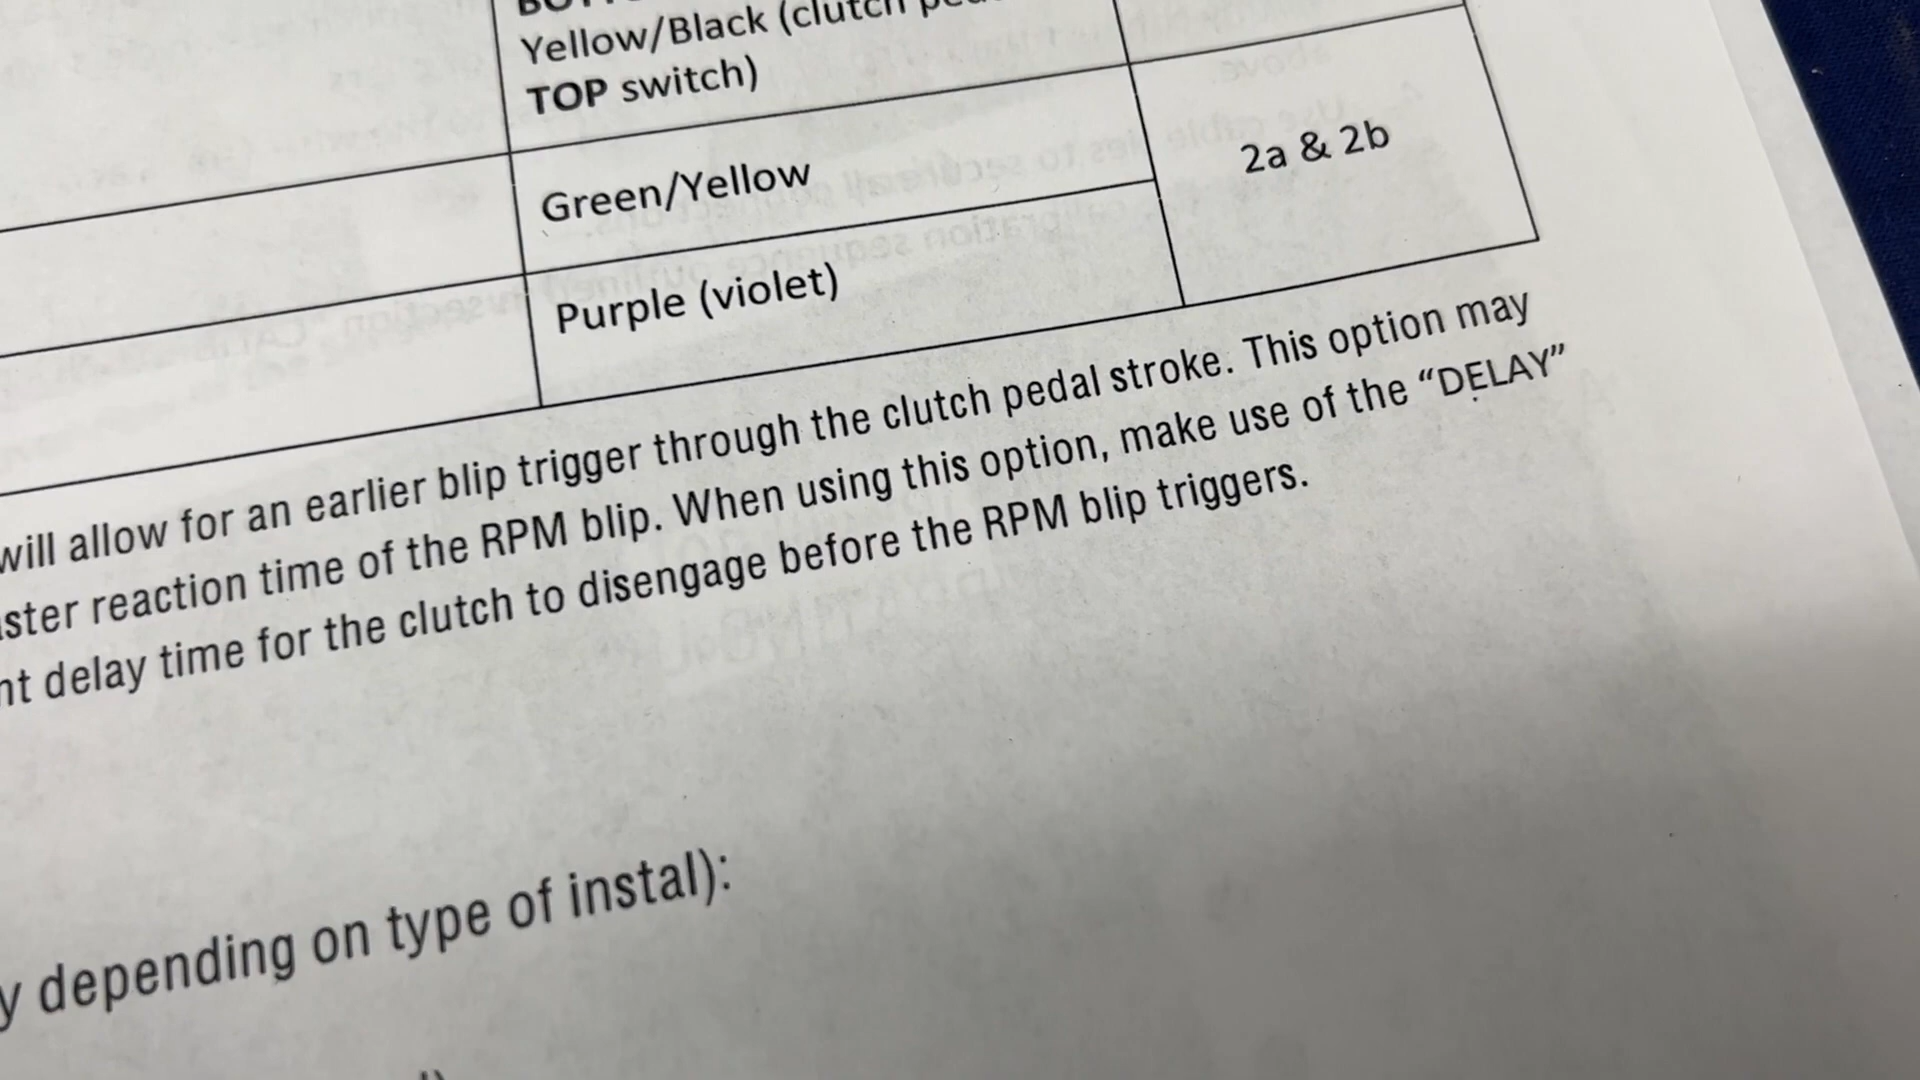 Yellow/Black (clutch
TOP switch)
Green/Yellow
2a & 2b
Purple (violet)
will allow for an earlier blip trigger through the clutch pedal stroke. This option may
reaction time of the RPM blip. When using this option, make use of the “DELAY”
delay time for the clutch to disengage before the RPM blip triggers.
depending on type of instal):